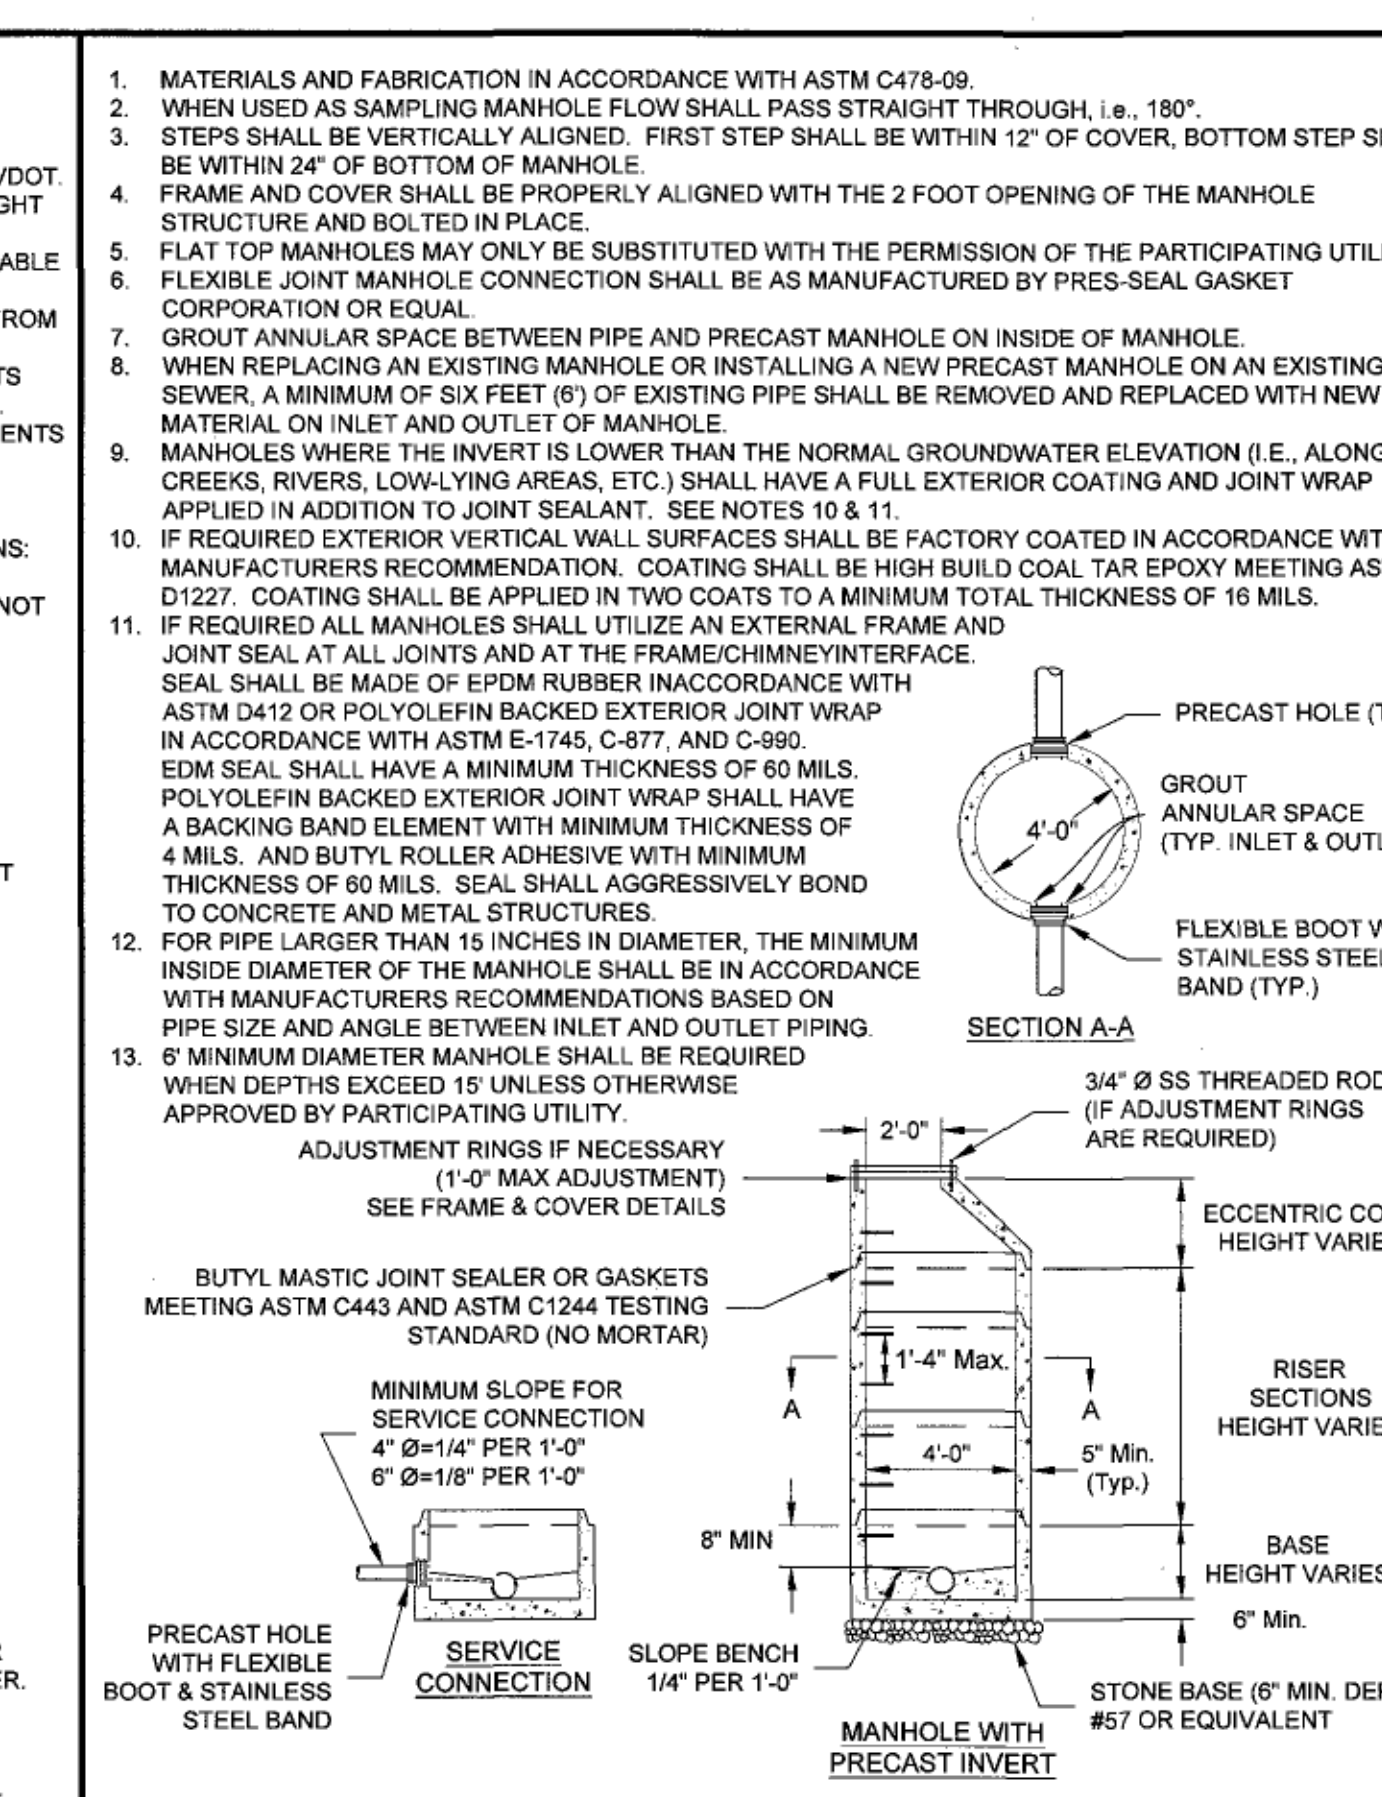 VDOT.
GHT
ABLE
FROM
TS
ENTS
NS:
NOT
T
R
ER.
1. MATERIALS AND FABRICATION IN ACCORDANCE WITH ASTM C478-09.
2. WHEN USED AS SAMPLING MANHOLE FLOW SHALL PASS STRAIGHT THROUGH, i.e., 180°.
3. STEPS SHALL BE VERTICALLY ALIGNED. FIRST STEP SHALL BE WITHIN 12" OF COVER, BOTTOM STEP
BE WITHIN 24" OF BOTTOM OF MANHOLE.
4. FRAME AND COVER SHALL BE PROPERLY ALIGNED WITH THE 2 FOOT OPENING OF THE MANHOLE
STRUCTURE AND BOLTED IN PLACE.
5. FLAT TOP MANHOLES MAY ONLY BE SUBSTITUTED WITH THE PERMISSION OF THE PARTICIPATING UTIL
6. FLEXIBLE JOINT MANHOLE CONNECTION SHALL BE AS MANUFACTURED BY PRES-SEAL GASKET
CORPORATION OR EQUAL.
7. GROUT ANNULAR SPACE BETWEEN PIPE AND PRECAST MANHOLE ON INSIDE OF MANHOLE.
8. WHEN REPLACING AN EXISTING MANHOLE OR INSTALLING A NEW PRECAST MANHOLE ON AN EXISTING
SEWER, A MINIMUM OF SIX FEET (6') OF EXISTING PIPE SHALL BE REMOVED AND REPLACED WITH NEW
MATERIAL ON INLET AND OUTLET OF MANHOLE.
9. MANHOLES WHERE THE INVERT IS LOWER THAN THE NORMAL GROUNDWATER ELEVATION (I.E., ALONG
CREEKS, RIVERS, LOW-LYING AREAS, ETC.) SHALL HAVE A FULL EXTERIOR COATING AND JOINT WRAP
APPLIED IN ADDITION TO JOINT SEALANT. SEE NOTES 10 & 11.
10. IF REQUIRED EXTERIOR VERTICAL WALL SURFACES SHALL BE FACTORY COATED IN ACCORDANCE WIT
MANUFACTURERS RECOMMENDATION. COATING SHALL BE HIGH BUILD COAL TAR EPOXY MEETING AS
D1227. COATING SHALL BE APPLIED IN TWO COATS TO A MINIMUM TOTAL THICKNESS OF 16 MILS.
11. IF REQUIRED ALL MANHOLES SHALL UTILIZE AN EXTERNAL FRAME AND
JOINT SEAL AT ALL JOINTS AND AT THE FRAME/CHIMNEYINTERFACE.
SEAL SHALL BE MADE OF EPDM RUBBER INACCORDANCE WITH
ASTM D412 OR POLYOLEFIN BACKED EXTERIOR JOINT WRAP
IN ACCORDANCE WITH ASTM E-1745, C-877, AND C-990.
EDM SEAL SHALL HAVE A MINIMUM THICKNESS OF 60 MILS.
POLYOLEFIN BACKED EXTERIOR JOINT WRAP SHALL HAVE
A BACKING BAND ELEMENT WITH MINIMUM THICKNESS OF
4 MILS. AND BUTYL ROLLER ADHESIVE WITH MINIMUM
THICKNESS OF 60 MILS. SEAL SHALL AGGRESSIVELY BOND
TO CONCRETE AND METAL STRUCTURES.
12. FOR PIPE LARGER THAN 15 INCHES IN DIAMETER, THE MINIMUM
INSIDE DIAMETER OF THE MANHOLE SHALL BE IN ACCORDANCE
WITH MANUFACTURERS RECOMMENDATIONS BASED ON
PIPE SIZE AND ANGLE BETWEEN INLET AND OUTLET PIPING.
13. 6' MINIMUM DIAMETER MANHOLE SHALL BE REQUIRED
WHEN DEPTHS EXCEED 15' UNLESS OTHERWISE
APPROVED BY PARTICIPATING UTILITY.
PRECAST HOLE (T
GROUT
ANNULAR SPACE
(TYP. INLET & OUTL
4'-0"
FLEXIBLE BOOT W
STAINLESS STEEL
BAND (TYP.)
SECTION A-A
3/4" Ø SS THREADED ROD
(IF ADJUSTMENT RINGS
ARE REQUIRED)
2'-0"
ADJUSTMENT RINGS IF NECESSARY
(1'-0" MAX ADJUSTMENT)
SEE FRAME & COVER DETAILS
ECCENTRIC CO
HEIGHT VARIE
BUTYL MASTIC JOINT SEALER OR GASKETS
MEETING ASTM C443 AND ASTM C1244 TESTING
STANDARD (NO MORTAR)
1'-4" Max.
A
A
RISER
SECTIONS
HEIGHT VARIE
MINIMUM SLOPE FOR
SERVICE CONNECTION
4" Ø=1/4" PER 1'-0"
6" Ø=1/8" PER 1'-0"
4'-0"
5" Min.
(Typ.)
8" MIN
BASE
HEIGHT VARIES
6" Min.
PRECAST HOLE
WITH FLEXIBLE
BOOT & STAINLESS
STEEL BAND
SERVICE
CONNECTION
SLOPE BENCH
1/4" PER 1'-0"
STONE BASE (6" MIN. DE
#57 OR EQUIVALENT
MANHOLE WITH
PRECAST INVERT